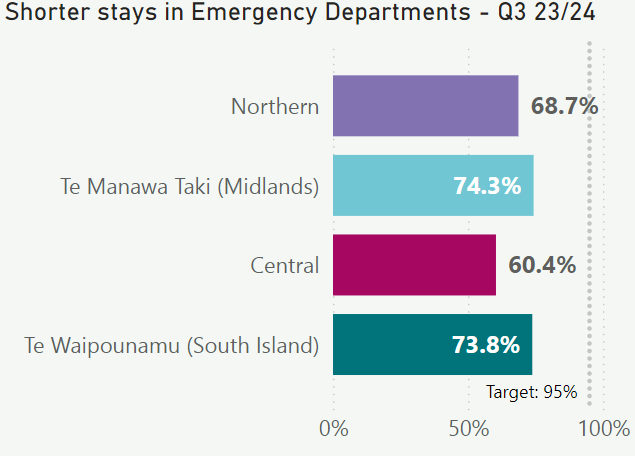 Shorter stays in Emergency Departments - Q3 23/24
Northern 68.7%
Te Manawa Taki (Midlands) 74.3%
Central 60.4%
Te Waipounamu (South Island) 73.8%
Target: 95%
0% 50% 100%